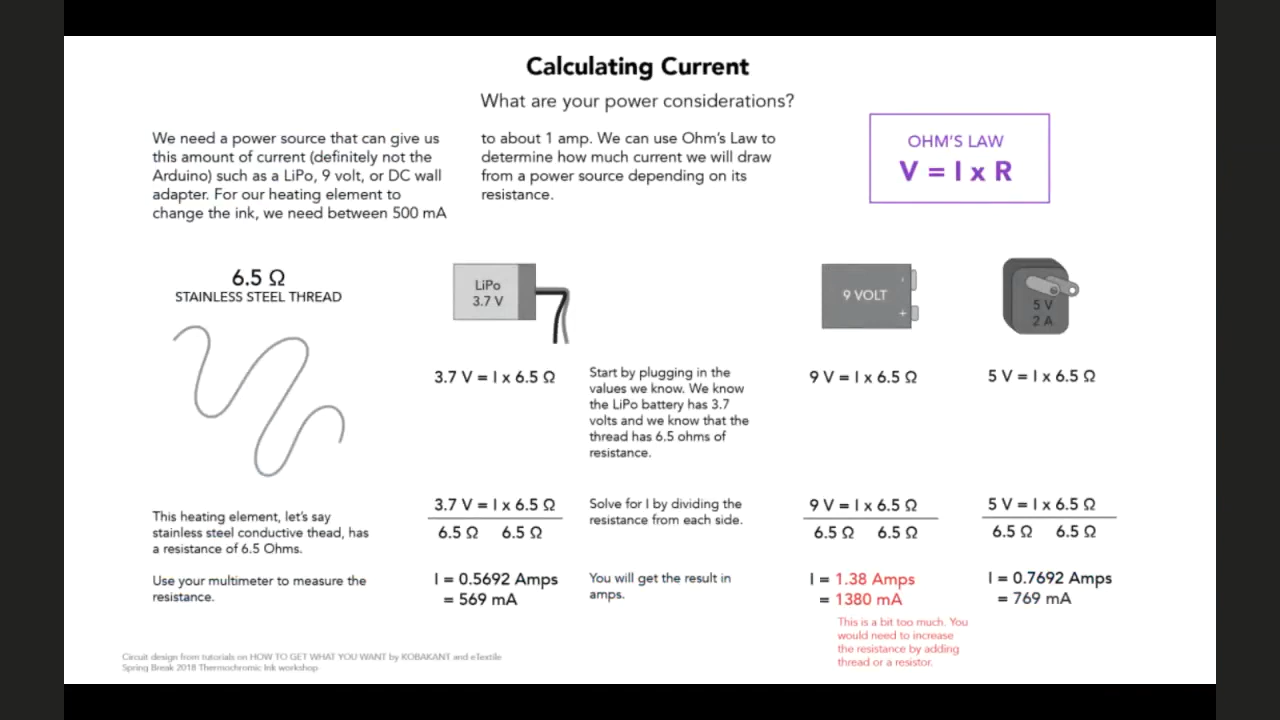 Calculating Current
What are your power considerations?
We need a power source that can give us
this amount of current (definitely not the
Arduino) such as a LiPo, 9 volt, or DC wall
adapter. For our heating element to
change the ink, we need between 500 mA
to about 1 amp. We can use Ohm's Law to
determine how much current we will draw
from a power source depending on its
resistance.
OHM'S LAW
V = I x R
6.5 Ω
STAINLESS STEEL THREAD
LiPo
3.7 V
9 VOLT
-
+
5 V
2 A
3.7 V = I x 6.5 Ω
Start by plugging in the
values we know. We know
the LiPo battery has 3.7
volts and we know that the
thread has 6.5 ohms of
resistance.
9 V = I x 6.5 Ω
5 V = I x 6.5 Ω
This heating element, let's say
stainless steel conductive thead, has
a resistance of 6.5 Ohms.
Use your multimeter to measure the
resistance.
3.7 V = I x 6.5 Ω
6.5 Ω 6.5 Ω
Solve for I by dividing the
resistance from each side.
9 V = I x 6.5 Ω
6.5 Ω 6.5 Ω
5 V = I x 6.5 Ω
6.5 Ω 6.5 Ω
I = 0.5692 Amps
= 569 mA
You will get the result in
amps.
I = 1.38 Amps
= 1380 mA
This is a bit too much. You
would need to increase
the resistance by adding
thread or a resistor.
I = 0.7692 Amps
= 769 mA
Circuit design from tutorials on HOW TO GET WHAT YOU WANT by KOBAKANT and eTextile
Spring Break 2018 Thermochromic Ink workshop